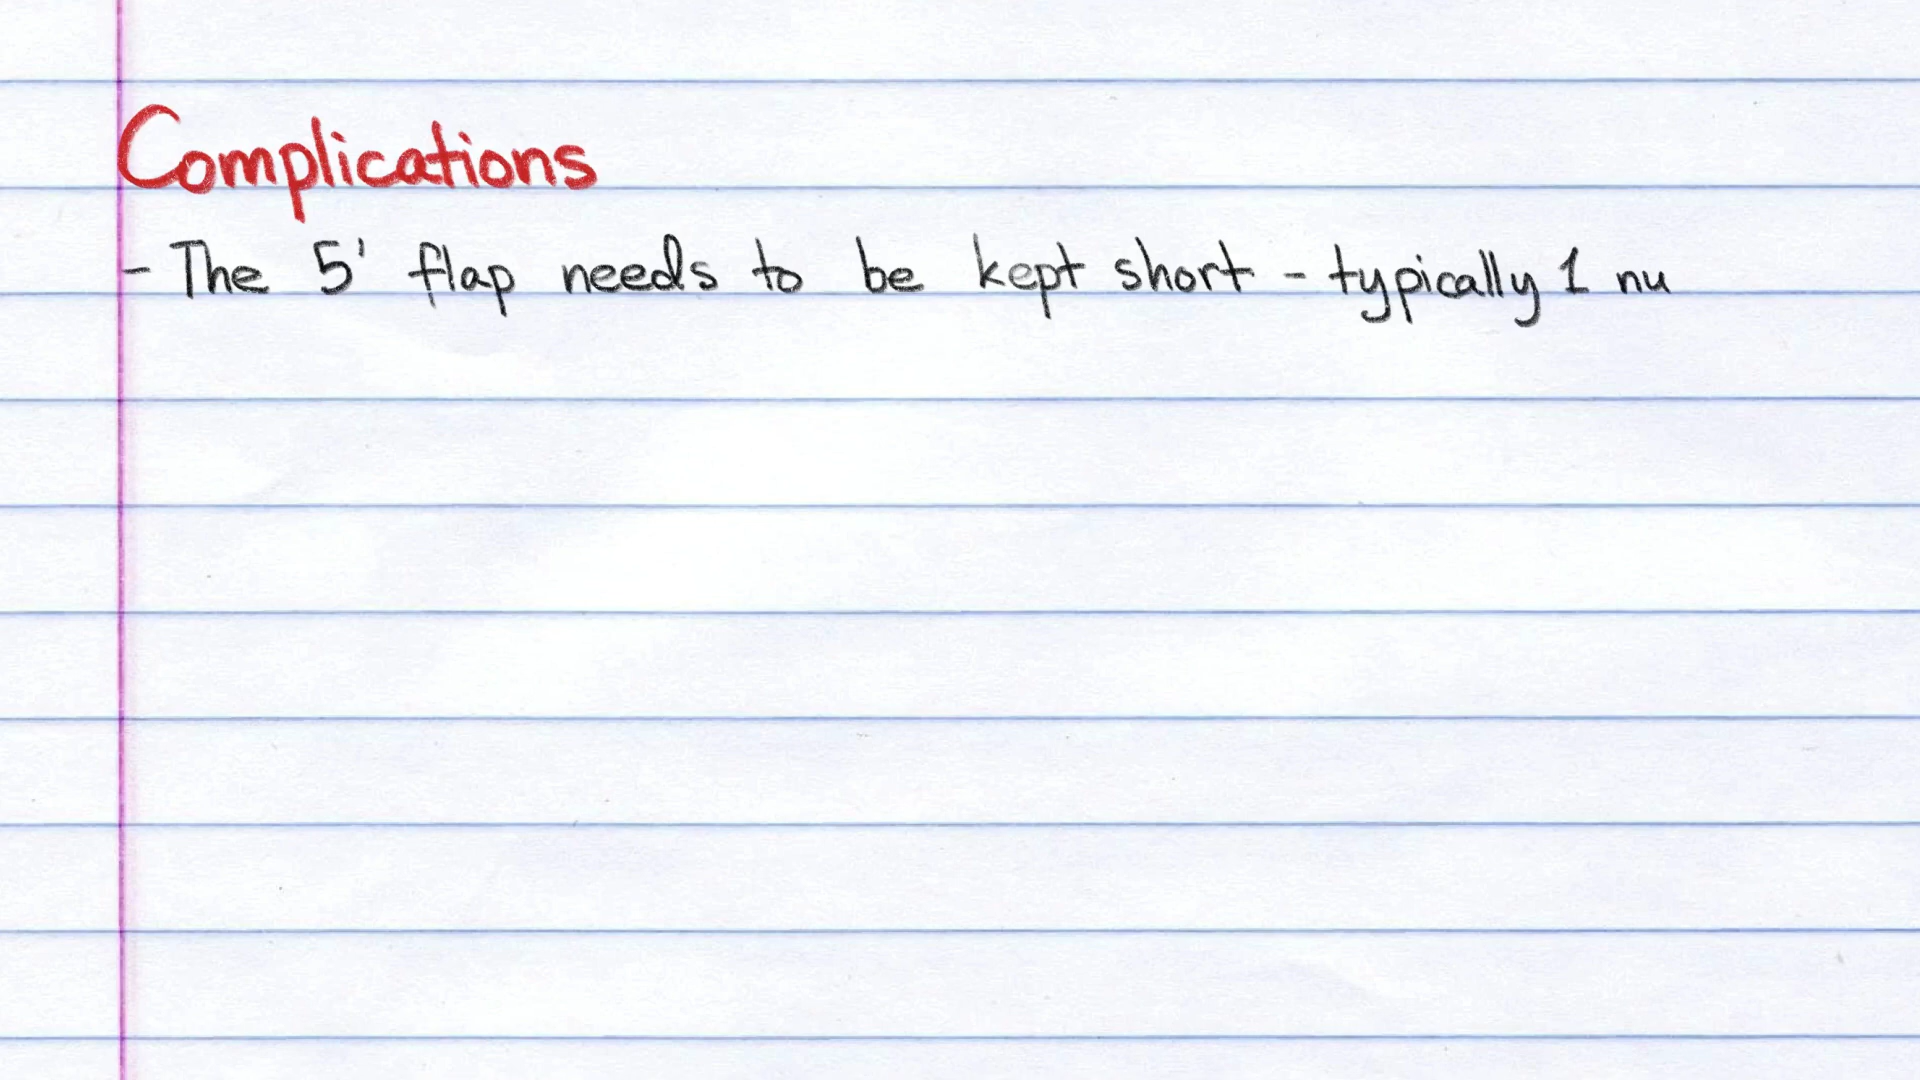 Complications
- The 5' flap needs to be kept short - typically 1 nu